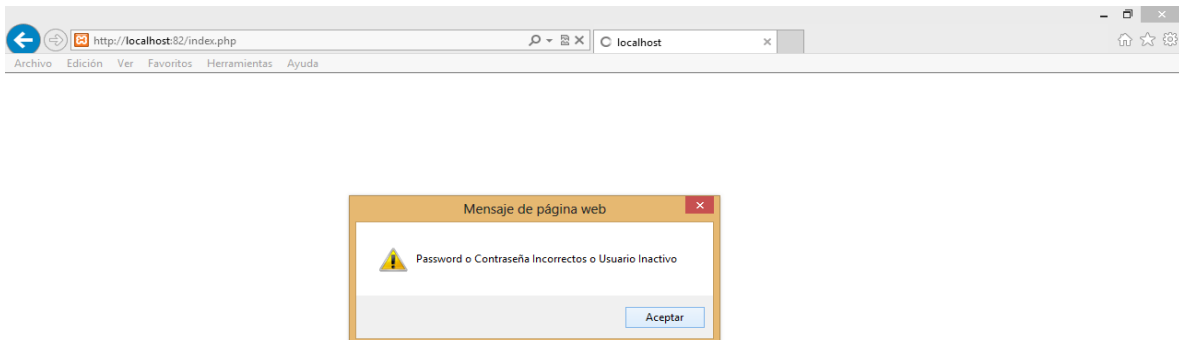 http://localhost:82/index.php
localhost
Archivo Edición Ver Favoritos Herramientas Ayuda
Mensaje de página web
Password o Contraseña Incorrectos o Usuario Inactivo
Aceptar